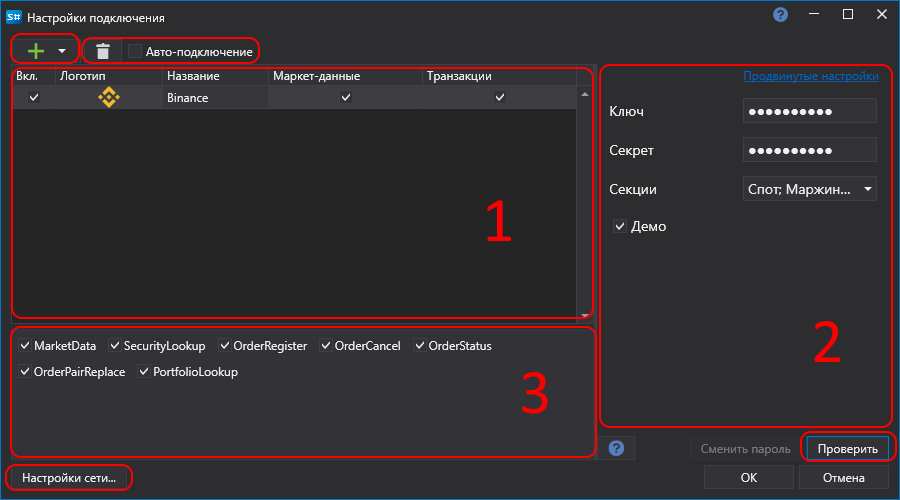 S# Настройки подключения ?
Авто-подключение
Вкл. Логотип Название Маркет-данные Транзакции
Binance
1
Продвинутые настройки
Ключ ●●●●●●●●●●
Секрет ●●●●●●●●●●
Секции Спот; Маржин...
Демо
2
MarketData SecurityLookup OrderRegister OrderCancel OrderStatus
OrderPairReplace PortfolioLookup
3
? Сменить пароль Проверить
Настройки сети... OK Отмена